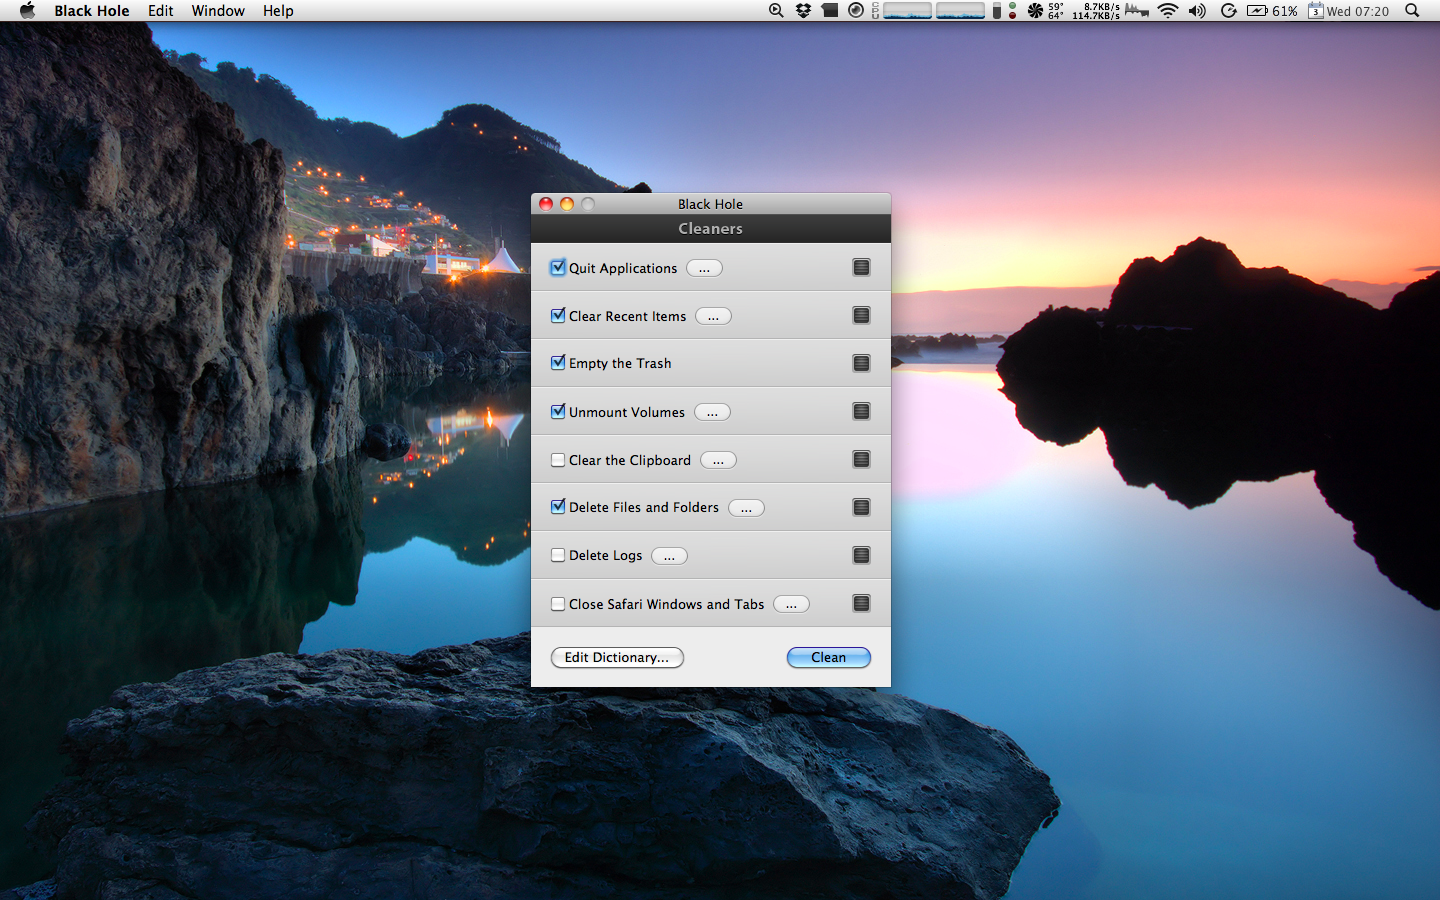 Black Hole Edit Window Help
CPU 59° 64° 8.7KB/s 114.7KB/s 61% 3 Wed 07:20
Black Hole
Cleaners
Quit Applications ...
Clear Recent Items ...
Empty the Trash
Unmount Volumes ...
Clear the Clipboard ...
Delete Files and Folders ...
Delete Logs ...
Close Safari Windows and Tabs ...
Edit Dictionary... Clean